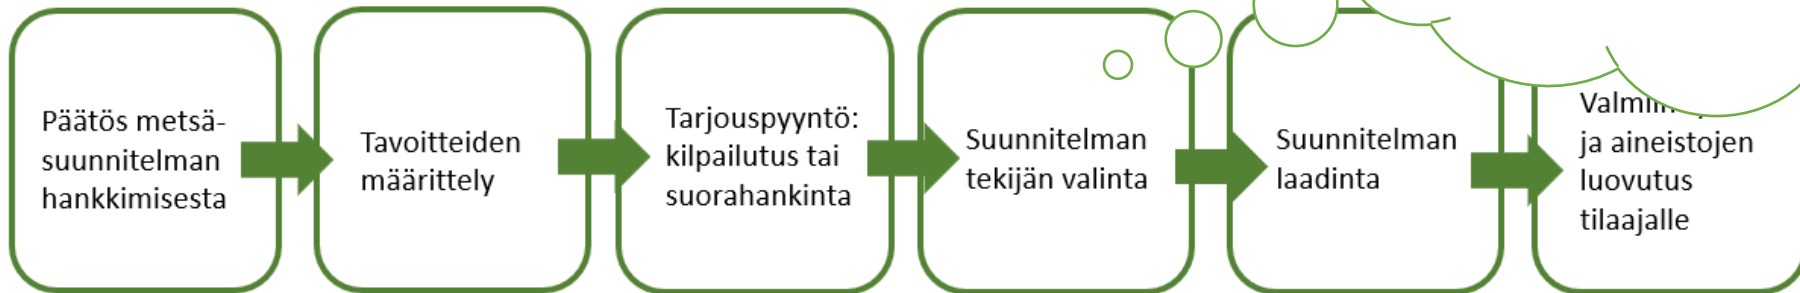 Päätös metsä-
suunnitelman
hankkimisesta
Tavoitteiden
määrittely
Tarjouspyyntö:
kilpailutus tai
suorahankinta
Suunnitelman
tekijän valinta
Suunnitelman
laadinta
ja aineistojen
luovutus
tilaajalle